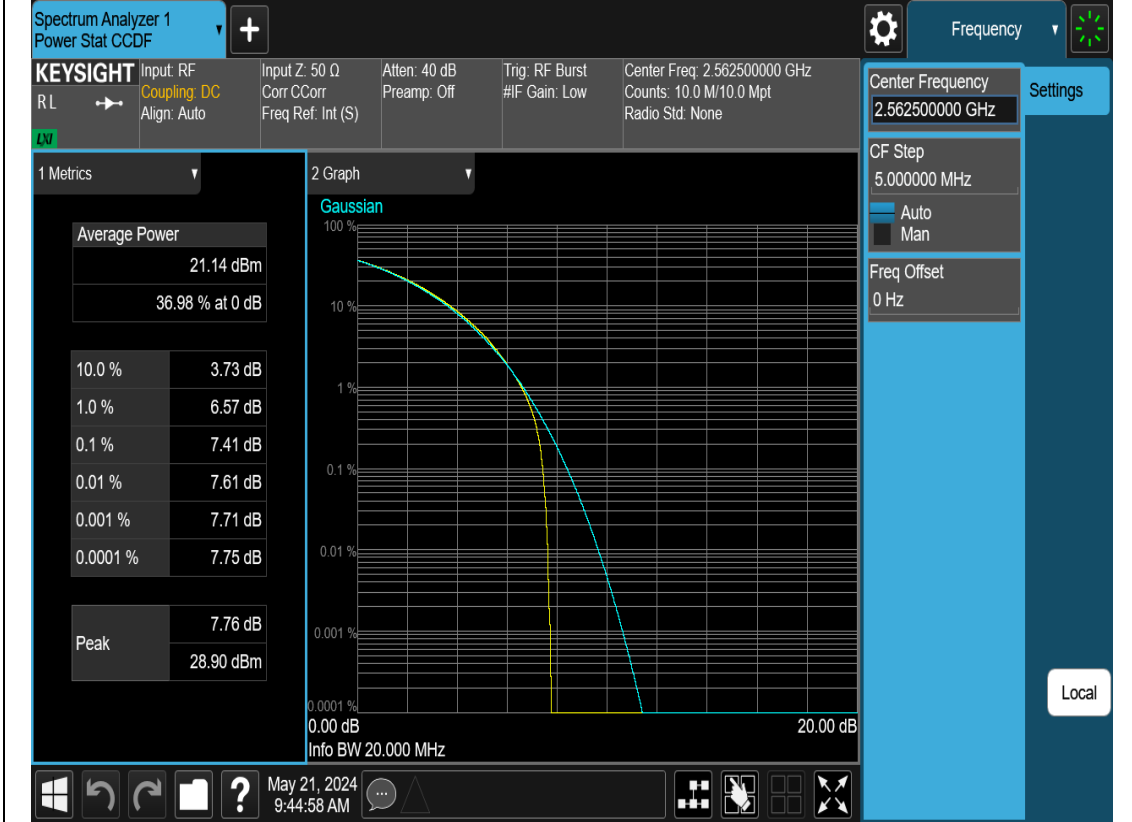 Spectrum Analyzer 1
Power Stat CCDF
Frequency
KEYSIGHT
RL
LXI
Input: RF
Coupling: DC
Align: Auto
Input Z: 50 Ω
Corr CCorr
Freq Ref: Int (S)
Atten: 40 dB
Preamp: Off
Trig: RF Burst
#IF Gain: Low
Center Freq: 2.562500000 GHz
Counts: 10.0 M/10.0 Mpt
Radio Std: None
Center Frequency
2.562500000 GHz
Settings
CF Step
5.000000 MHz
Auto
Man
Freq Offset
0 Hz
Local
1 Metrics
Average Power
21.14 dBm
36.98 % at 0 dB
10.0 % 3.73 dB
1.0 % 6.57 dB
0.1 % 7.41 dB
0.01 % 7.61 dB
0.001 % 7.71 dB
0.0001 % 7.75 dB
Peak
7.76 dB
28.90 dBm
2 Graph
Gaussian
100 %
10 %
1 %
0.1 %
0.01 %
0.001 %
0.0001 %
0.00 dB 20.00 dB
Info BW 20.000 MHz
?
May 21, 2024
9:44:58 AM